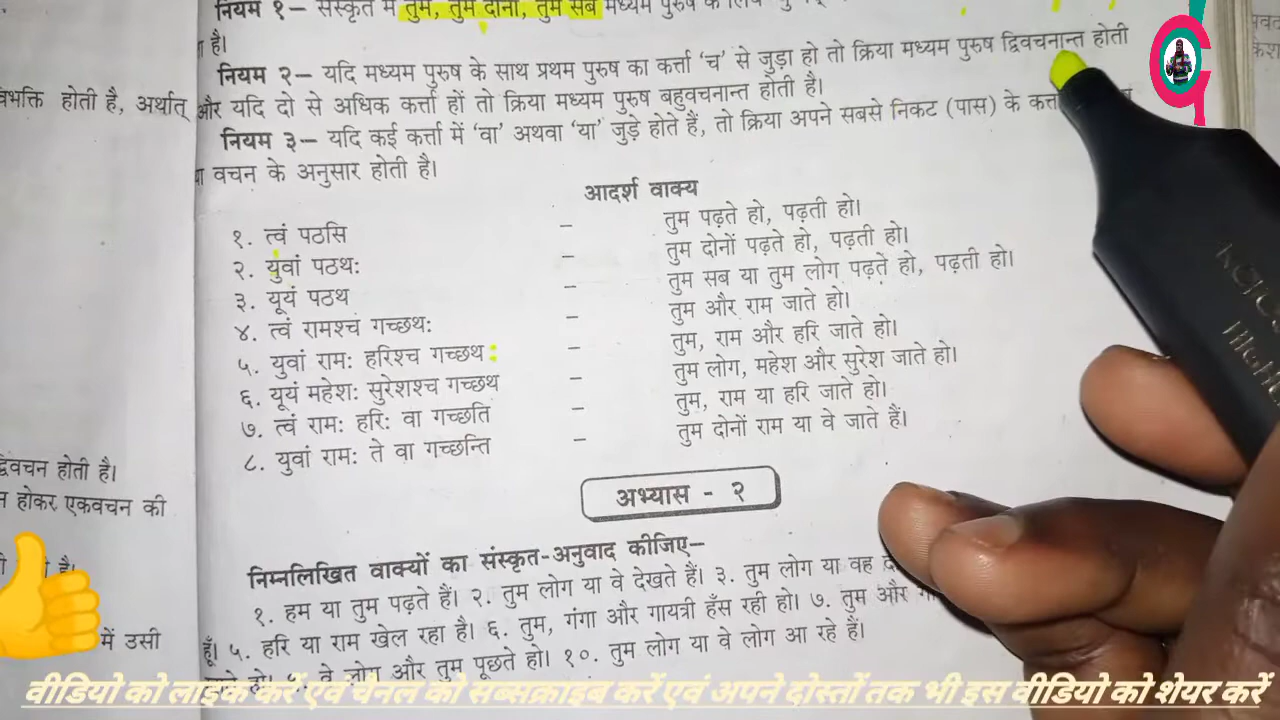 नियम १– संस्कृत में तुम, तुम दोनों, तुम सब मध्यम पुरुष के
है।
नियम २– यदि मध्यम पुरुष के साथ प्रथम पुरुष का कर्त्ता 'च' से जुड़ा हो तो क्रिया मध्यम पुरुष द्विवचनान्त होती
और यदि दो से अधिक कर्त्ता हों तो क्रिया मध्यम पुरुष बहुवचनान्त होती है।
नियम ३– यदि कई कर्त्ता में 'वा' अथवा 'या' जुड़े होते हैं, तो क्रिया अपने सबसे निकट (पास) के
वचन के अनुसार होती है।
आदर्श वाक्य
१. त्वं पठसि – तुम पढ़ते हो, पढ़ती हो।
२. युवां पठथः – तुम दोनों पढ़ते हो, पढ़ती हो।
३. यूयं पठथ – तुम सब या तुम लोग पढ़ते हो, पढ़ती हो।
४. त्वं रामश्च गच्छथः – तुम और राम जाते हो।
५. युवां रामः हरिश्च गच्छथ: – तुम, राम और हरि जाते हो।
६. यूयं महेशः सुरेशश्च गच्छथ – तुम लोग, महेश और सुरेश जाते हो।
७. त्वं रामः हरिः वा गच्छति – तुम, राम या हरि जाते हो।
८. युवां रामः ते वा गच्छन्ति – तुम दोनों राम या वे जाते हैं।
अभ्यास - २
निम्नलिखित वाक्यों का संस्कृत-अनुवाद कीजिए–
१. हम या तुम पढ़ते हैं। २. तुम लोग या वे देखते हैं। ३. तुम लोग या वह
हूँ। ५. हरि या राम खेल रहा है। ६. तुम, गंगा और गायत्री हँस रही हो। ७. तुम और
वे लोग और तुम पूछते हो। १०. तुम लोग या वे लोग आ रहे हैं।
होती है, अर्थात्
द्विवचन होती है।
होकर एकवचन की
है।
में उसी
वीडियो को लाइक करें एवं चैनल को सब्सक्राइब करें एवं अपने दोस्तों तक भी इस वीडियो को शेयर करें